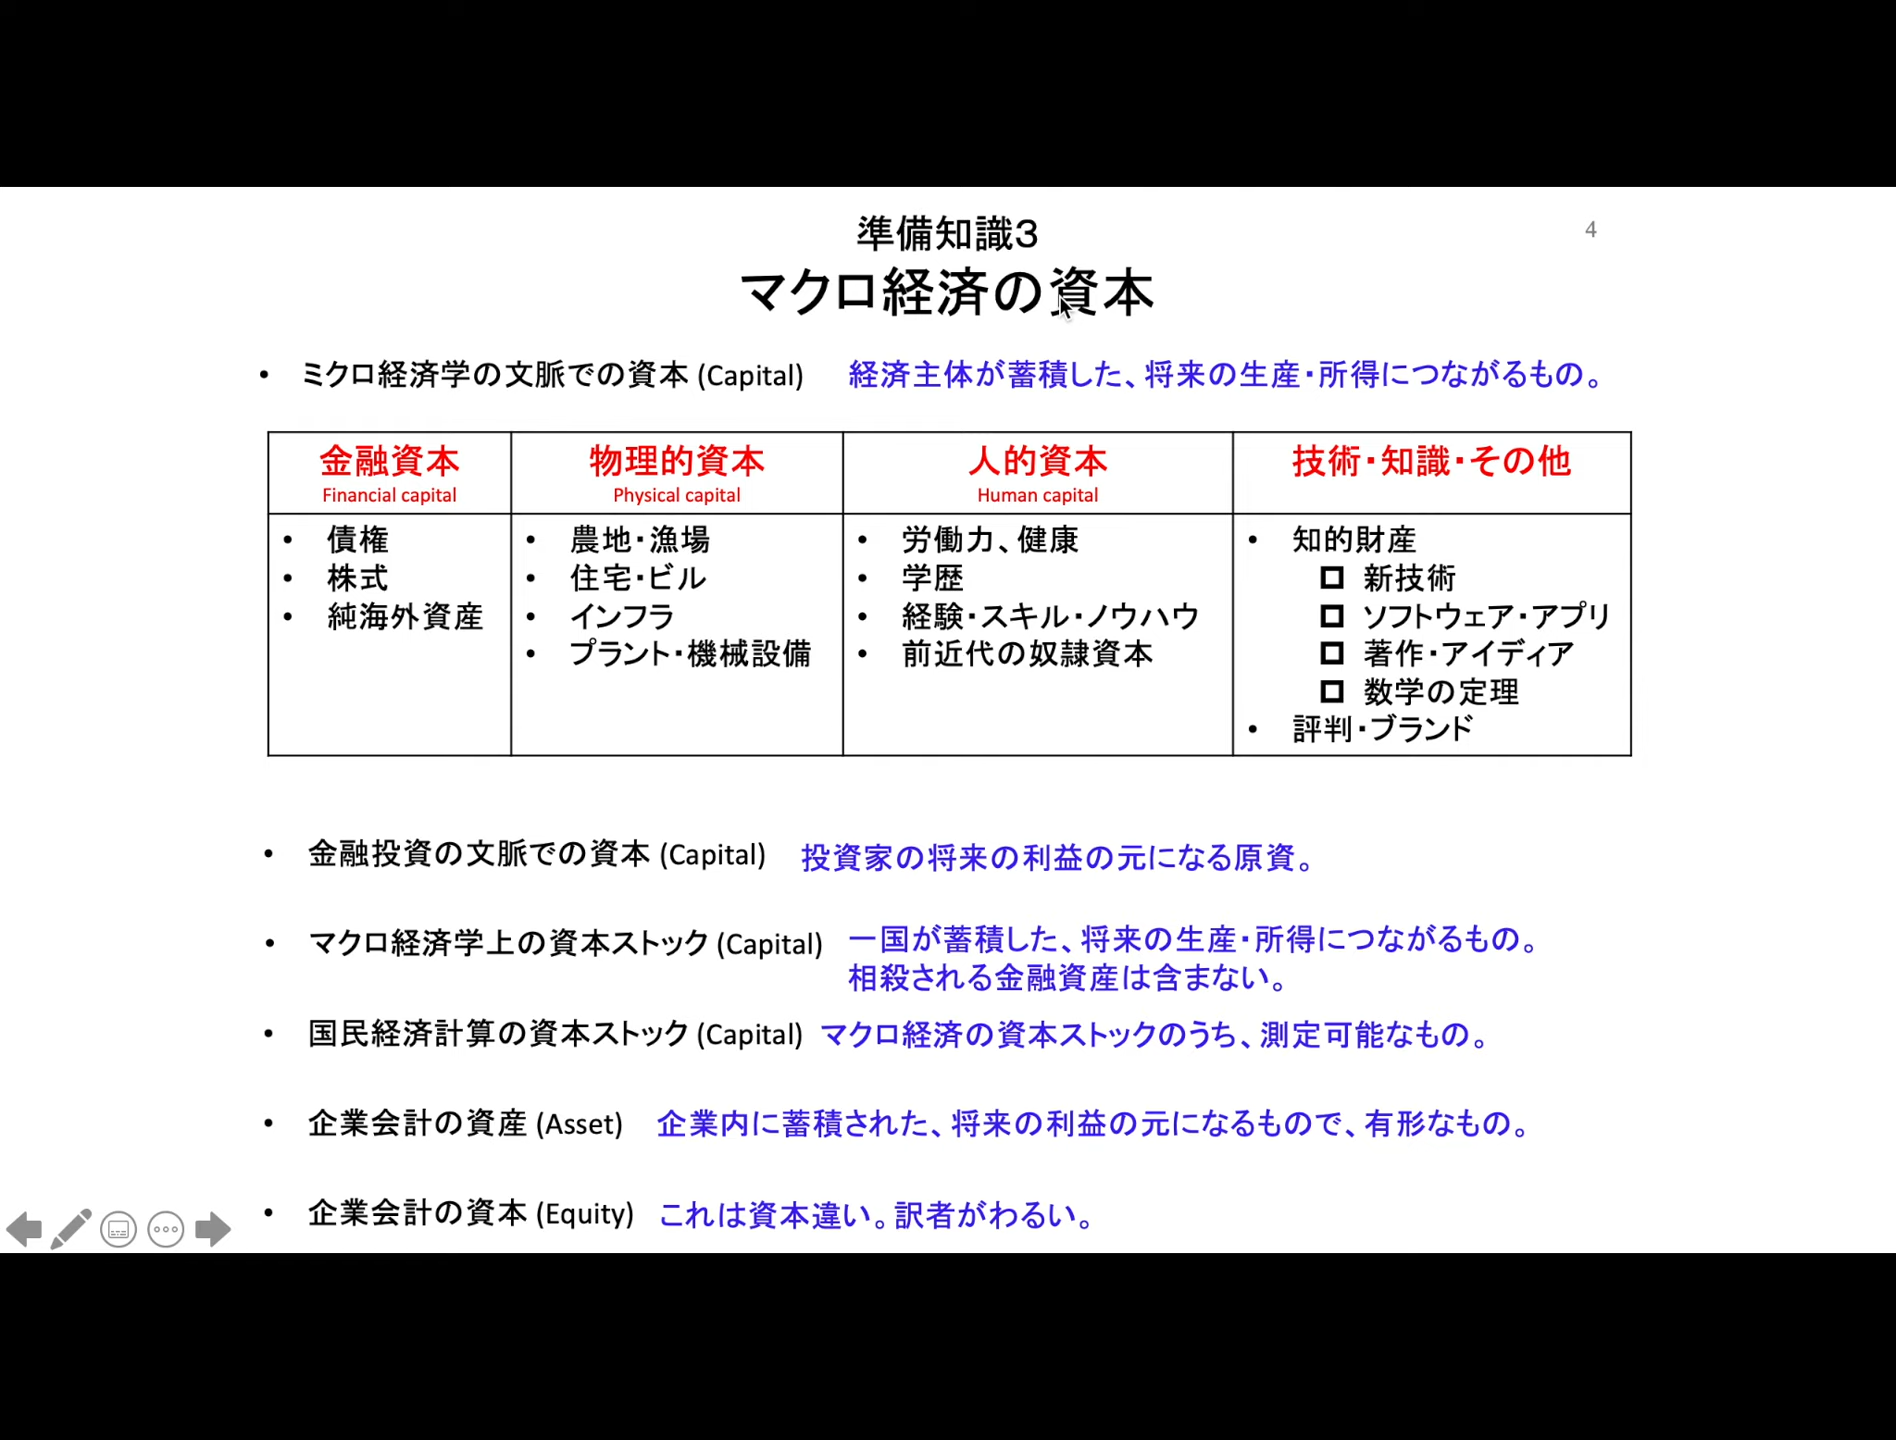 4
準備知識３
マクロ経済の資本
• ミクロ経済学の文脈での資本 (Capital) 経済主体が蓄積した、将来の生産・所得につながるもの。
金融資本 物理的資本 人的資本 技術・知識・その他
Financial capital Physical capital Human capital
• 債権
• 株式
• 純海外資産
• 農地・漁場
• 住宅・ビル
• インフラ
• プラント・機械設備
• 労働力、健康
• 学歴
• 経験・スキル・ノウハウ
• 前近代の奴隷資本
• 知的財産
新技術
ソフトウェア・アプリ
著作・アイディア
数学の定理
• 評判・ブランド
• 金融投資の文脈での資本 (Capital) 投資家の将来の利益の元になる原資。
• マクロ経済学上の資本ストック (Capital) 一国が蓄積した、将来の生産・所得につながるもの。
相殺される金融資産は含まない。
• 国民経済計算の資本ストック (Capital) マクロ経済の資本ストックのうち、測定可能なもの。
• 企業会計の資産 (Asset) 企業内に蓄積された、将来の利益の元になるもので、有形なもの。
• 企業会計の資本 (Equity) これは資本違い。訳者がわるい。